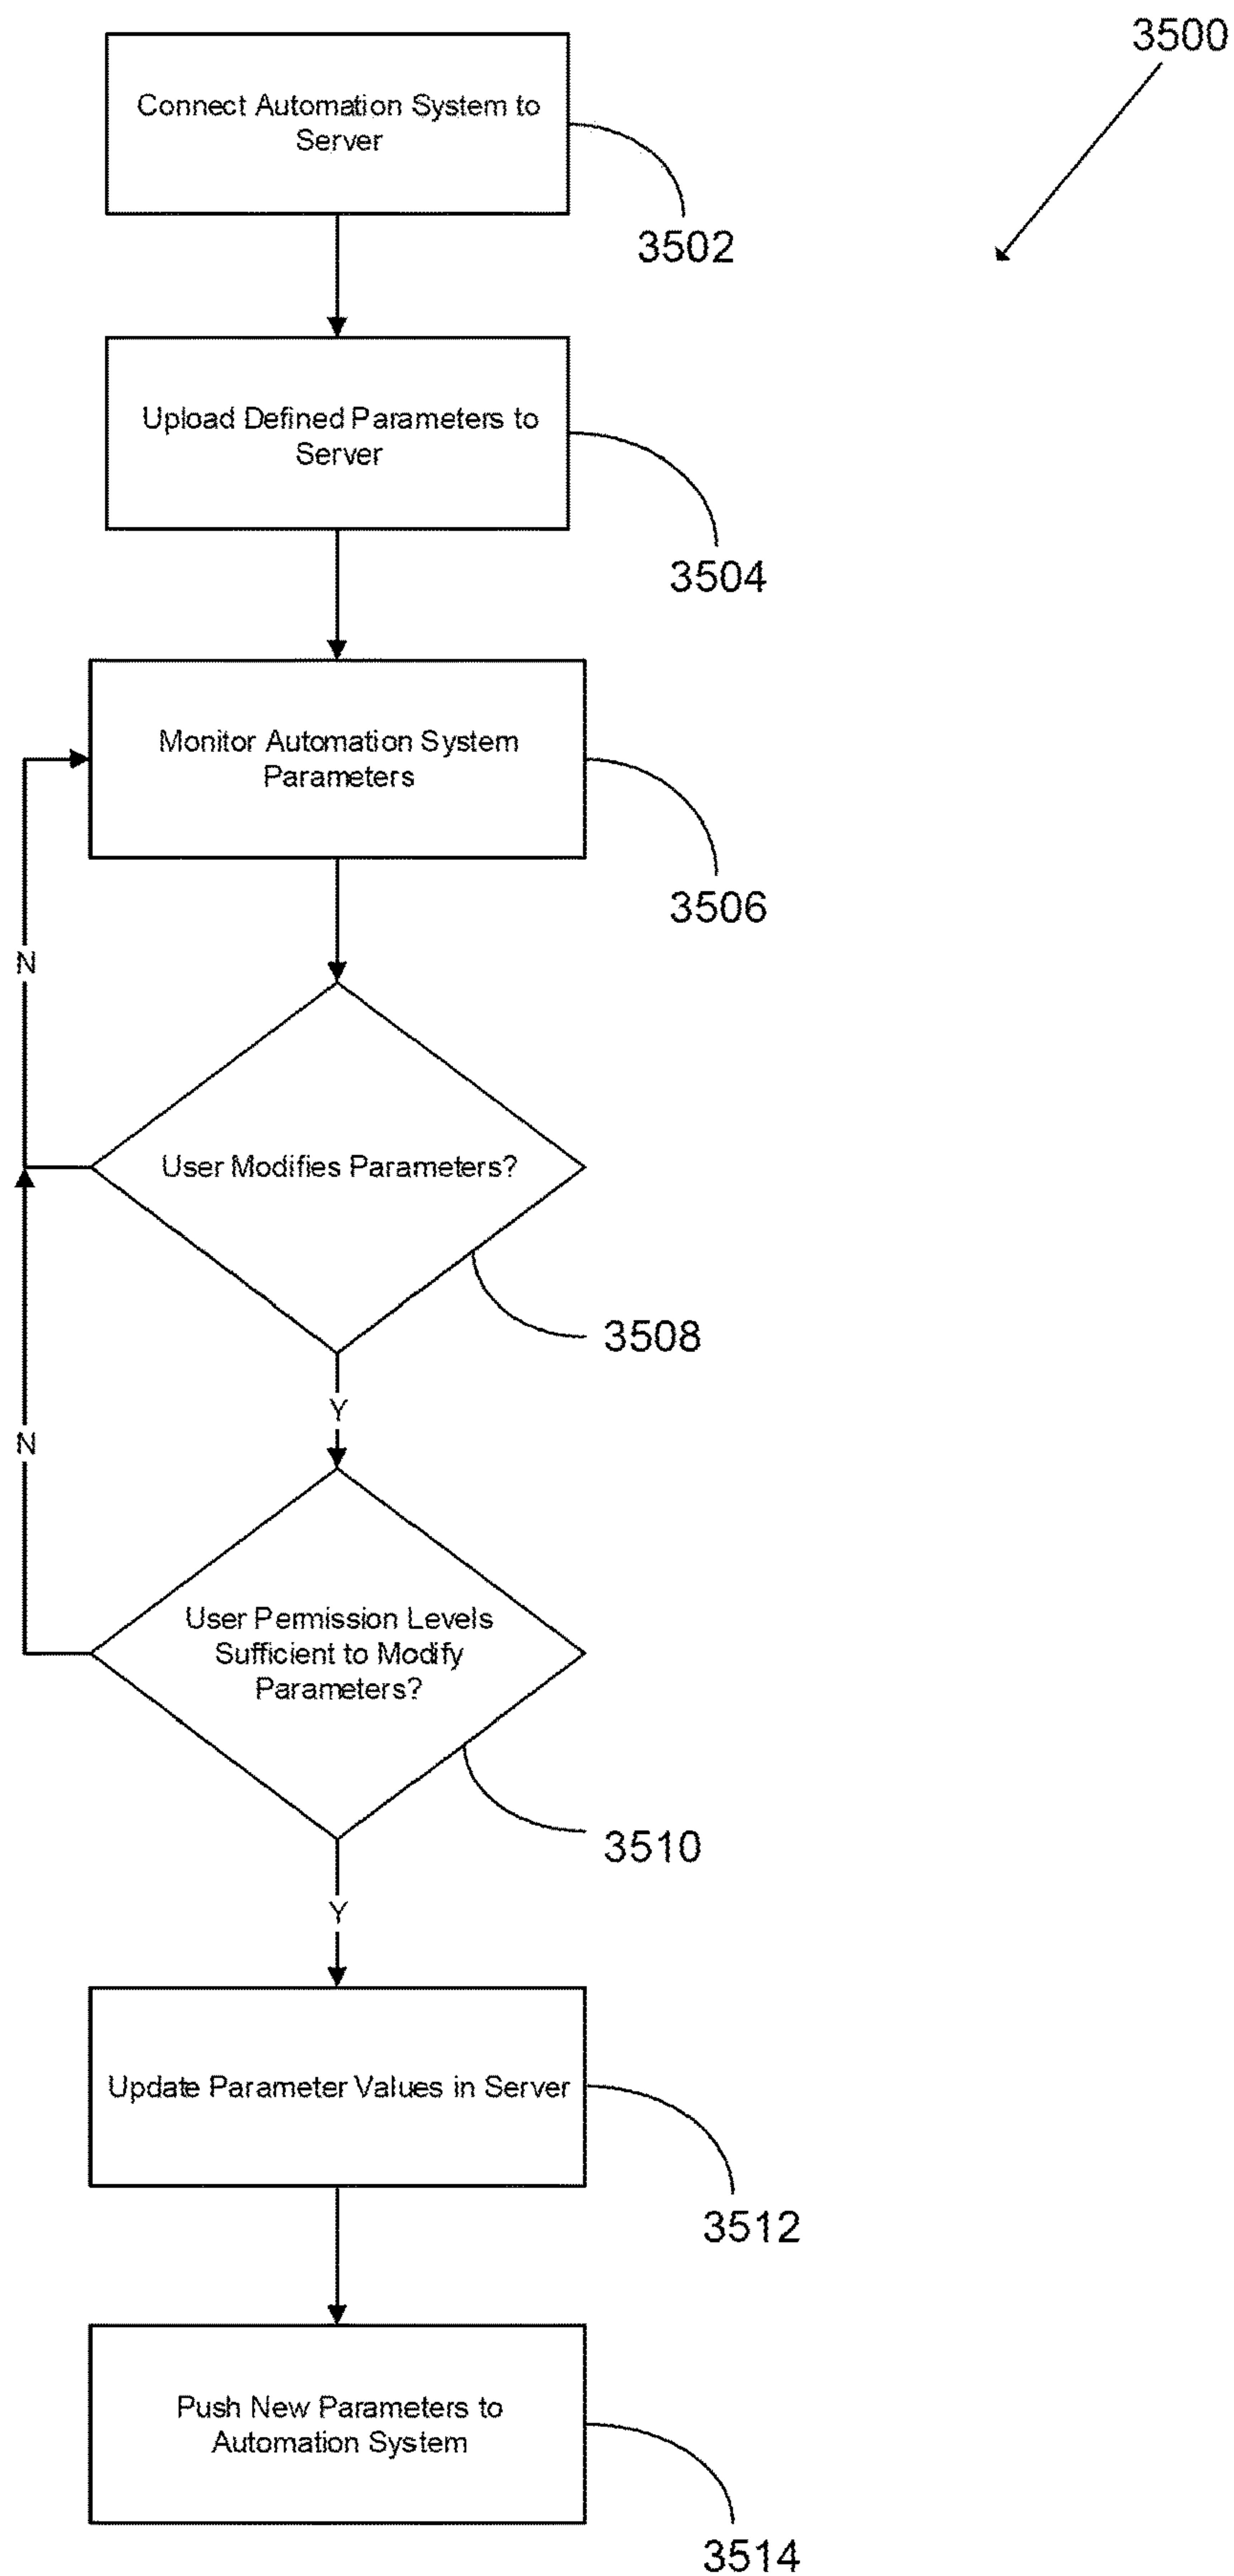 3500
Connect Automation System to
Server
3502
Upload Defined Parameters to
Server
3504
Monitor Automation System
Parameters
3506
N
User Modifies Parameters?
3508
Y
N
User Permission Levels
Sufficient to Modify
Parameters?
3510
Y
Update Parameter Values in Server
3512
Push New Parameters to
Automation System
3514